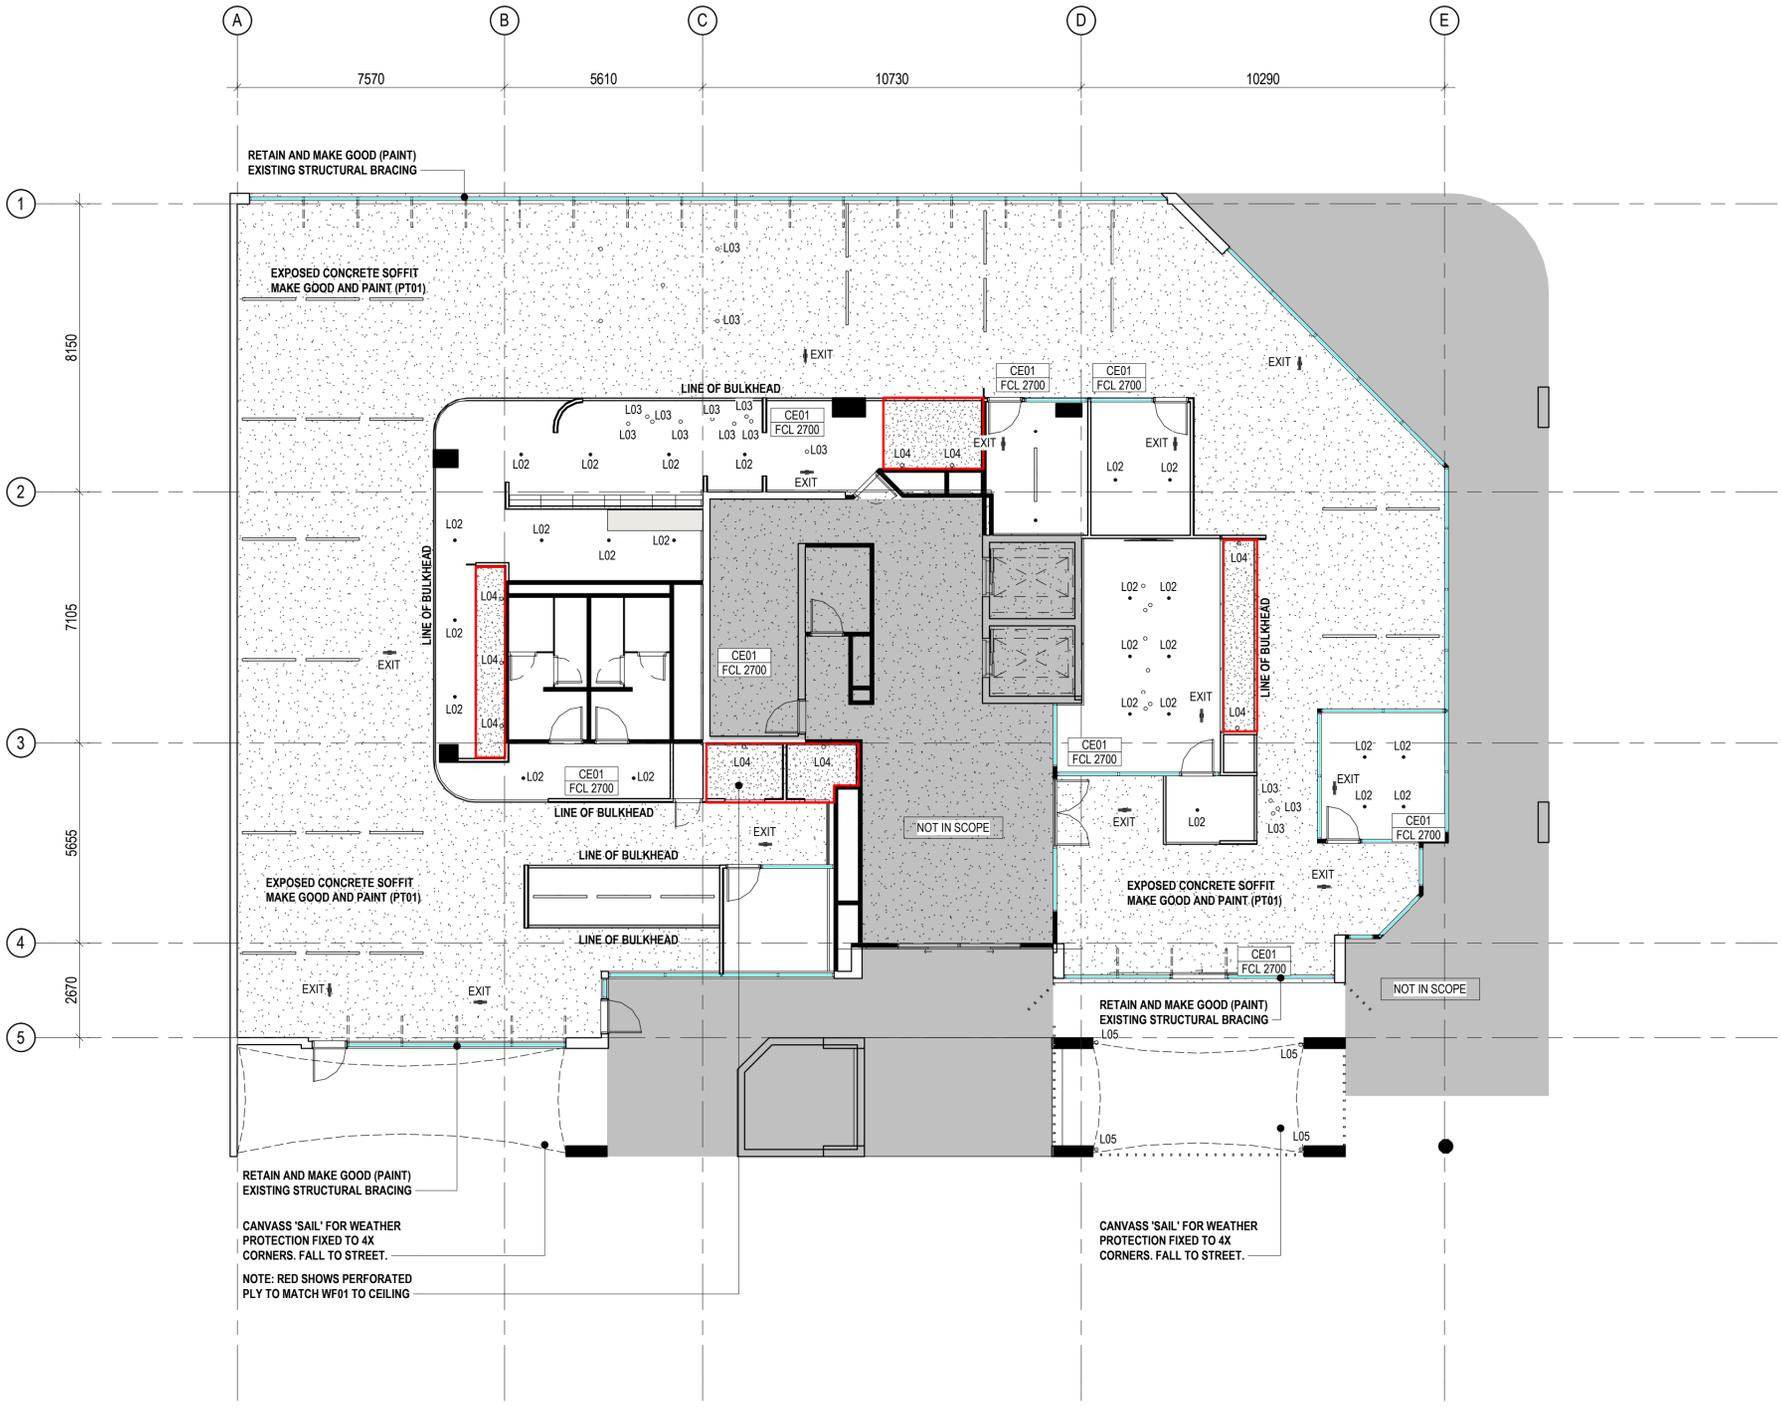 A
B
C
D
E
7570
5610
10730
10290
RETAIN AND MAKE GOOD (PAINT)
EXISTING STRUCTURAL BRACING
1
L03
EXPOSED CONCRETE SOFFIT
MAKE GOOD AND PAINT (PT01)
L03
8150
EXIT
EXIT
CE01
FCL 2700
CE01
FCL 2700
LINE OF BULKHEAD
L03
L03
L03
L03
L03
L03
L03
L03
CE01
FCL 2700
EXIT
EXIT
L03
L04
L04
L02
L02
L02
L02
L02
L02
EXIT
2
L02
L02
L02
L02
LINE OF BULKHEAD
L04
L04
L02
L02
7105
L04
L02
LINE OF BULKHEAD
L02
L02
L04
EXIT
CE01
FCL 2700
L02
EXIT
L02
L02
L04
L04
3
L04
L04
CE01
FCL 2700
L02
L02
L02
CE01
FCL 2700
L02
EXIT
L03
L03
L03
L02
L02
LINE OF BULKHEAD
5655
EXIT
NOT IN SCOPE
EXIT
L02
CE01
FCL 2700
LINE OF BULKHEAD
EXPOSED CONCRETE SOFFIT
MAKE GOOD AND PAINT (PT01)
EXIT
EXPOSED CONCRETE SOFFIT
MAKE GOOD AND PAINT (PT01)
LINE OF BULKHEAD
4
CE01
FCL 2700
2670
EXIT
EXIT
NOT IN SCOPE
RETAIN AND MAKE GOOD (PAINT)
EXISTING STRUCTURAL BRACING
5
L05
L05
L05
L05
RETAIN AND MAKE GOOD (PAINT)
EXISTING STRUCTURAL BRACING
CANVASS 'SAIL' FOR WEATHER
PROTECTION FIXED TO 4X
CORNERS. FALL TO STREET.
CANVASS 'SAIL' FOR WEATHER
PROTECTION FIXED TO 4X
CORNERS. FALL TO STREET.
NOTE: RED SHOWS PERFORATED
PLY TO MATCH WF01 TO CEILING